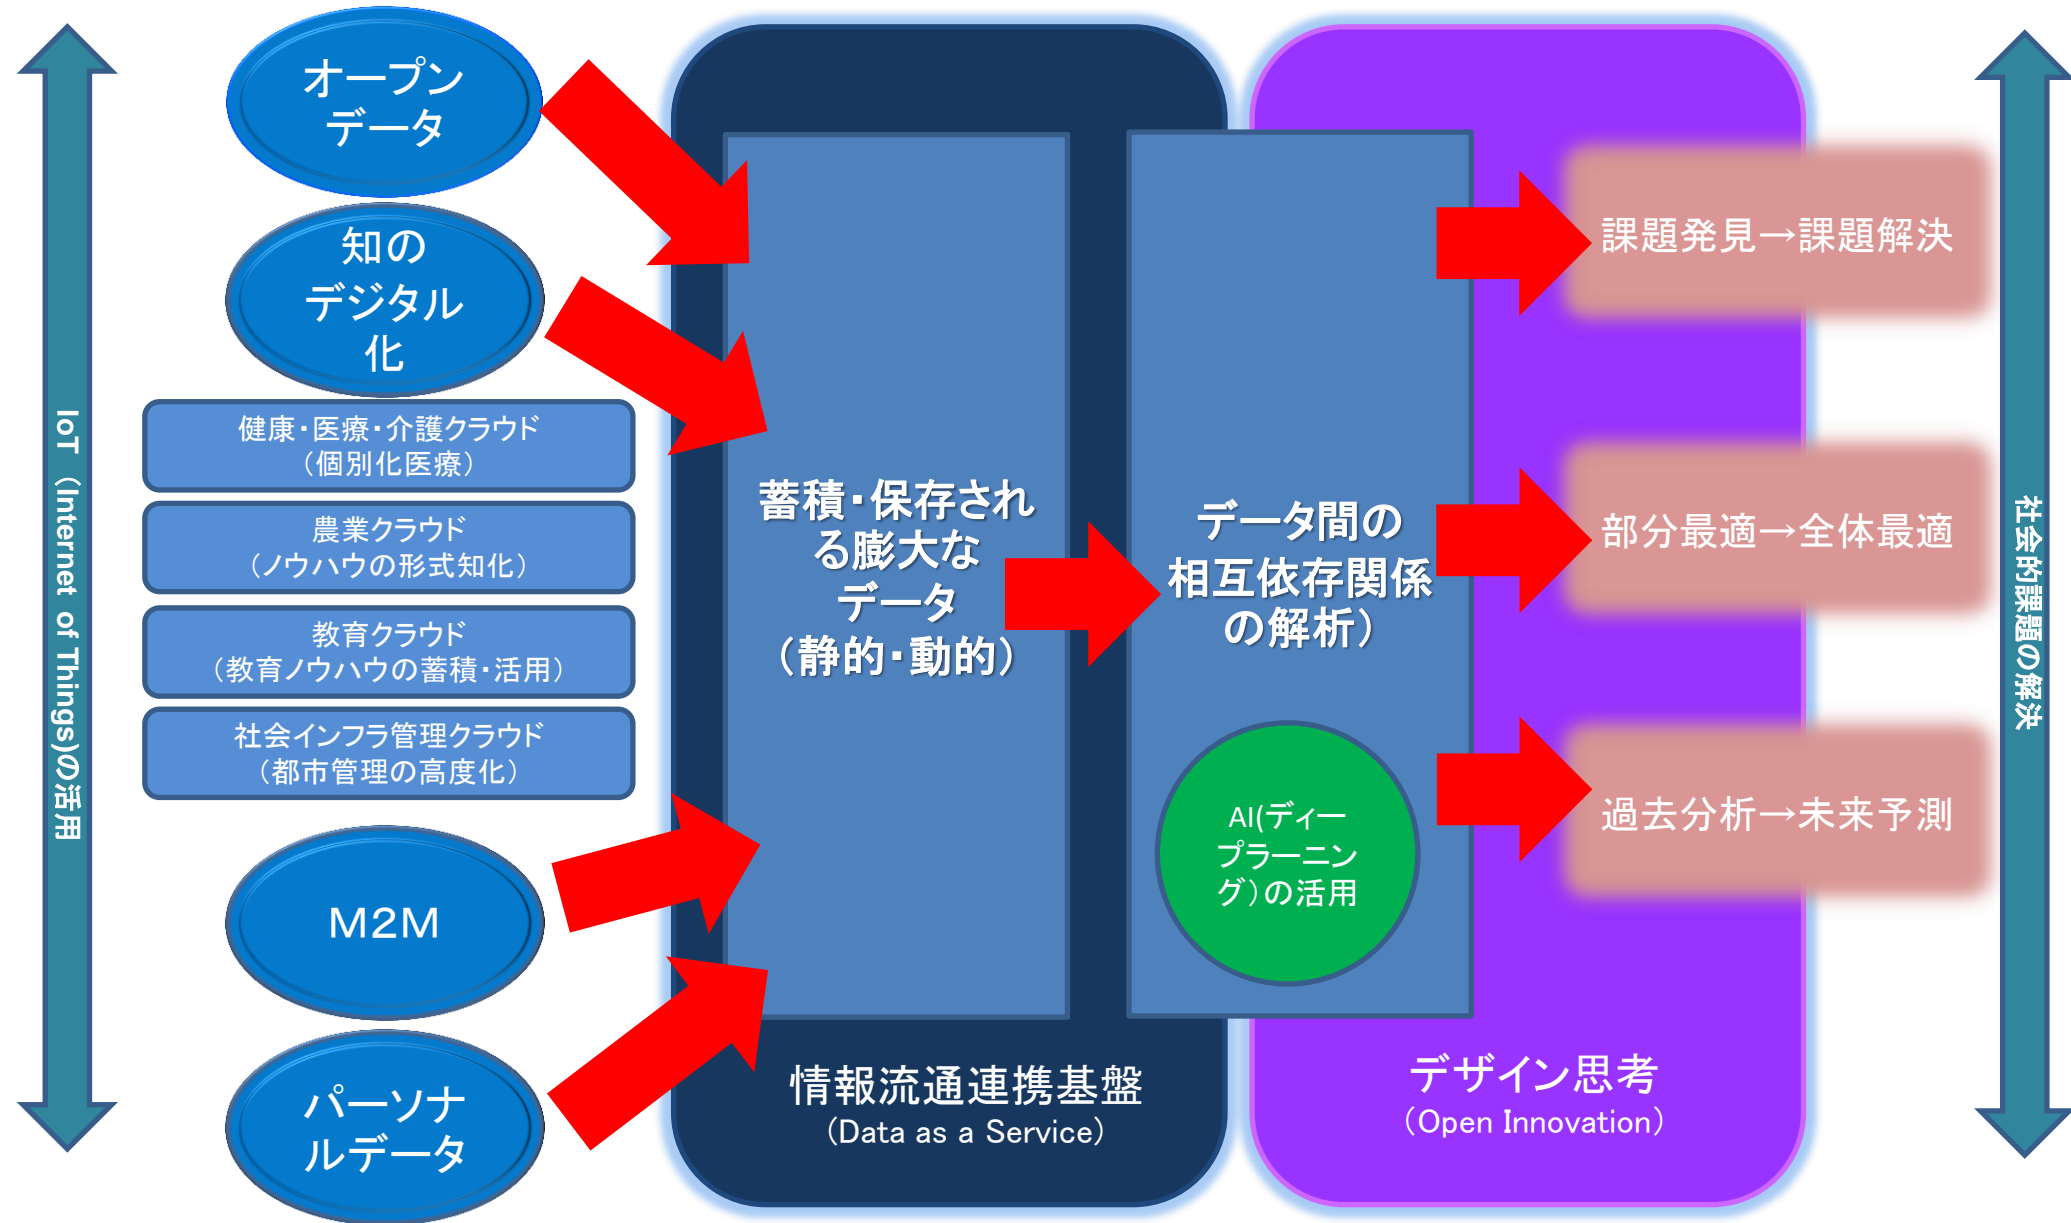 IoT（Internet of Things)の活用
オープン
データ
知の
デジタル
化
健康・医療・介護クラウド
（個別化医療）
農業クラウド
（ノウハウの形式知化）
教育クラウド
（教育ノウハウの蓄積・活用）
社会インフラ管理クラウド
（都市管理の高度化）
Ｍ２Ｍ
パーソナ
ルデータ
蓄積・保存され
る膨大な
データ
（静的・動的）
情報流通連携基盤
（Data as a Service）
データ間の
相互依存関係
の解析）
AI(ディー
プラーニン
グ）の活用
デザイン思考
（Open Innovation）
課題発見→課題解決
部分最適→全体最適
過去分析→未来予測
社会的課題の解決